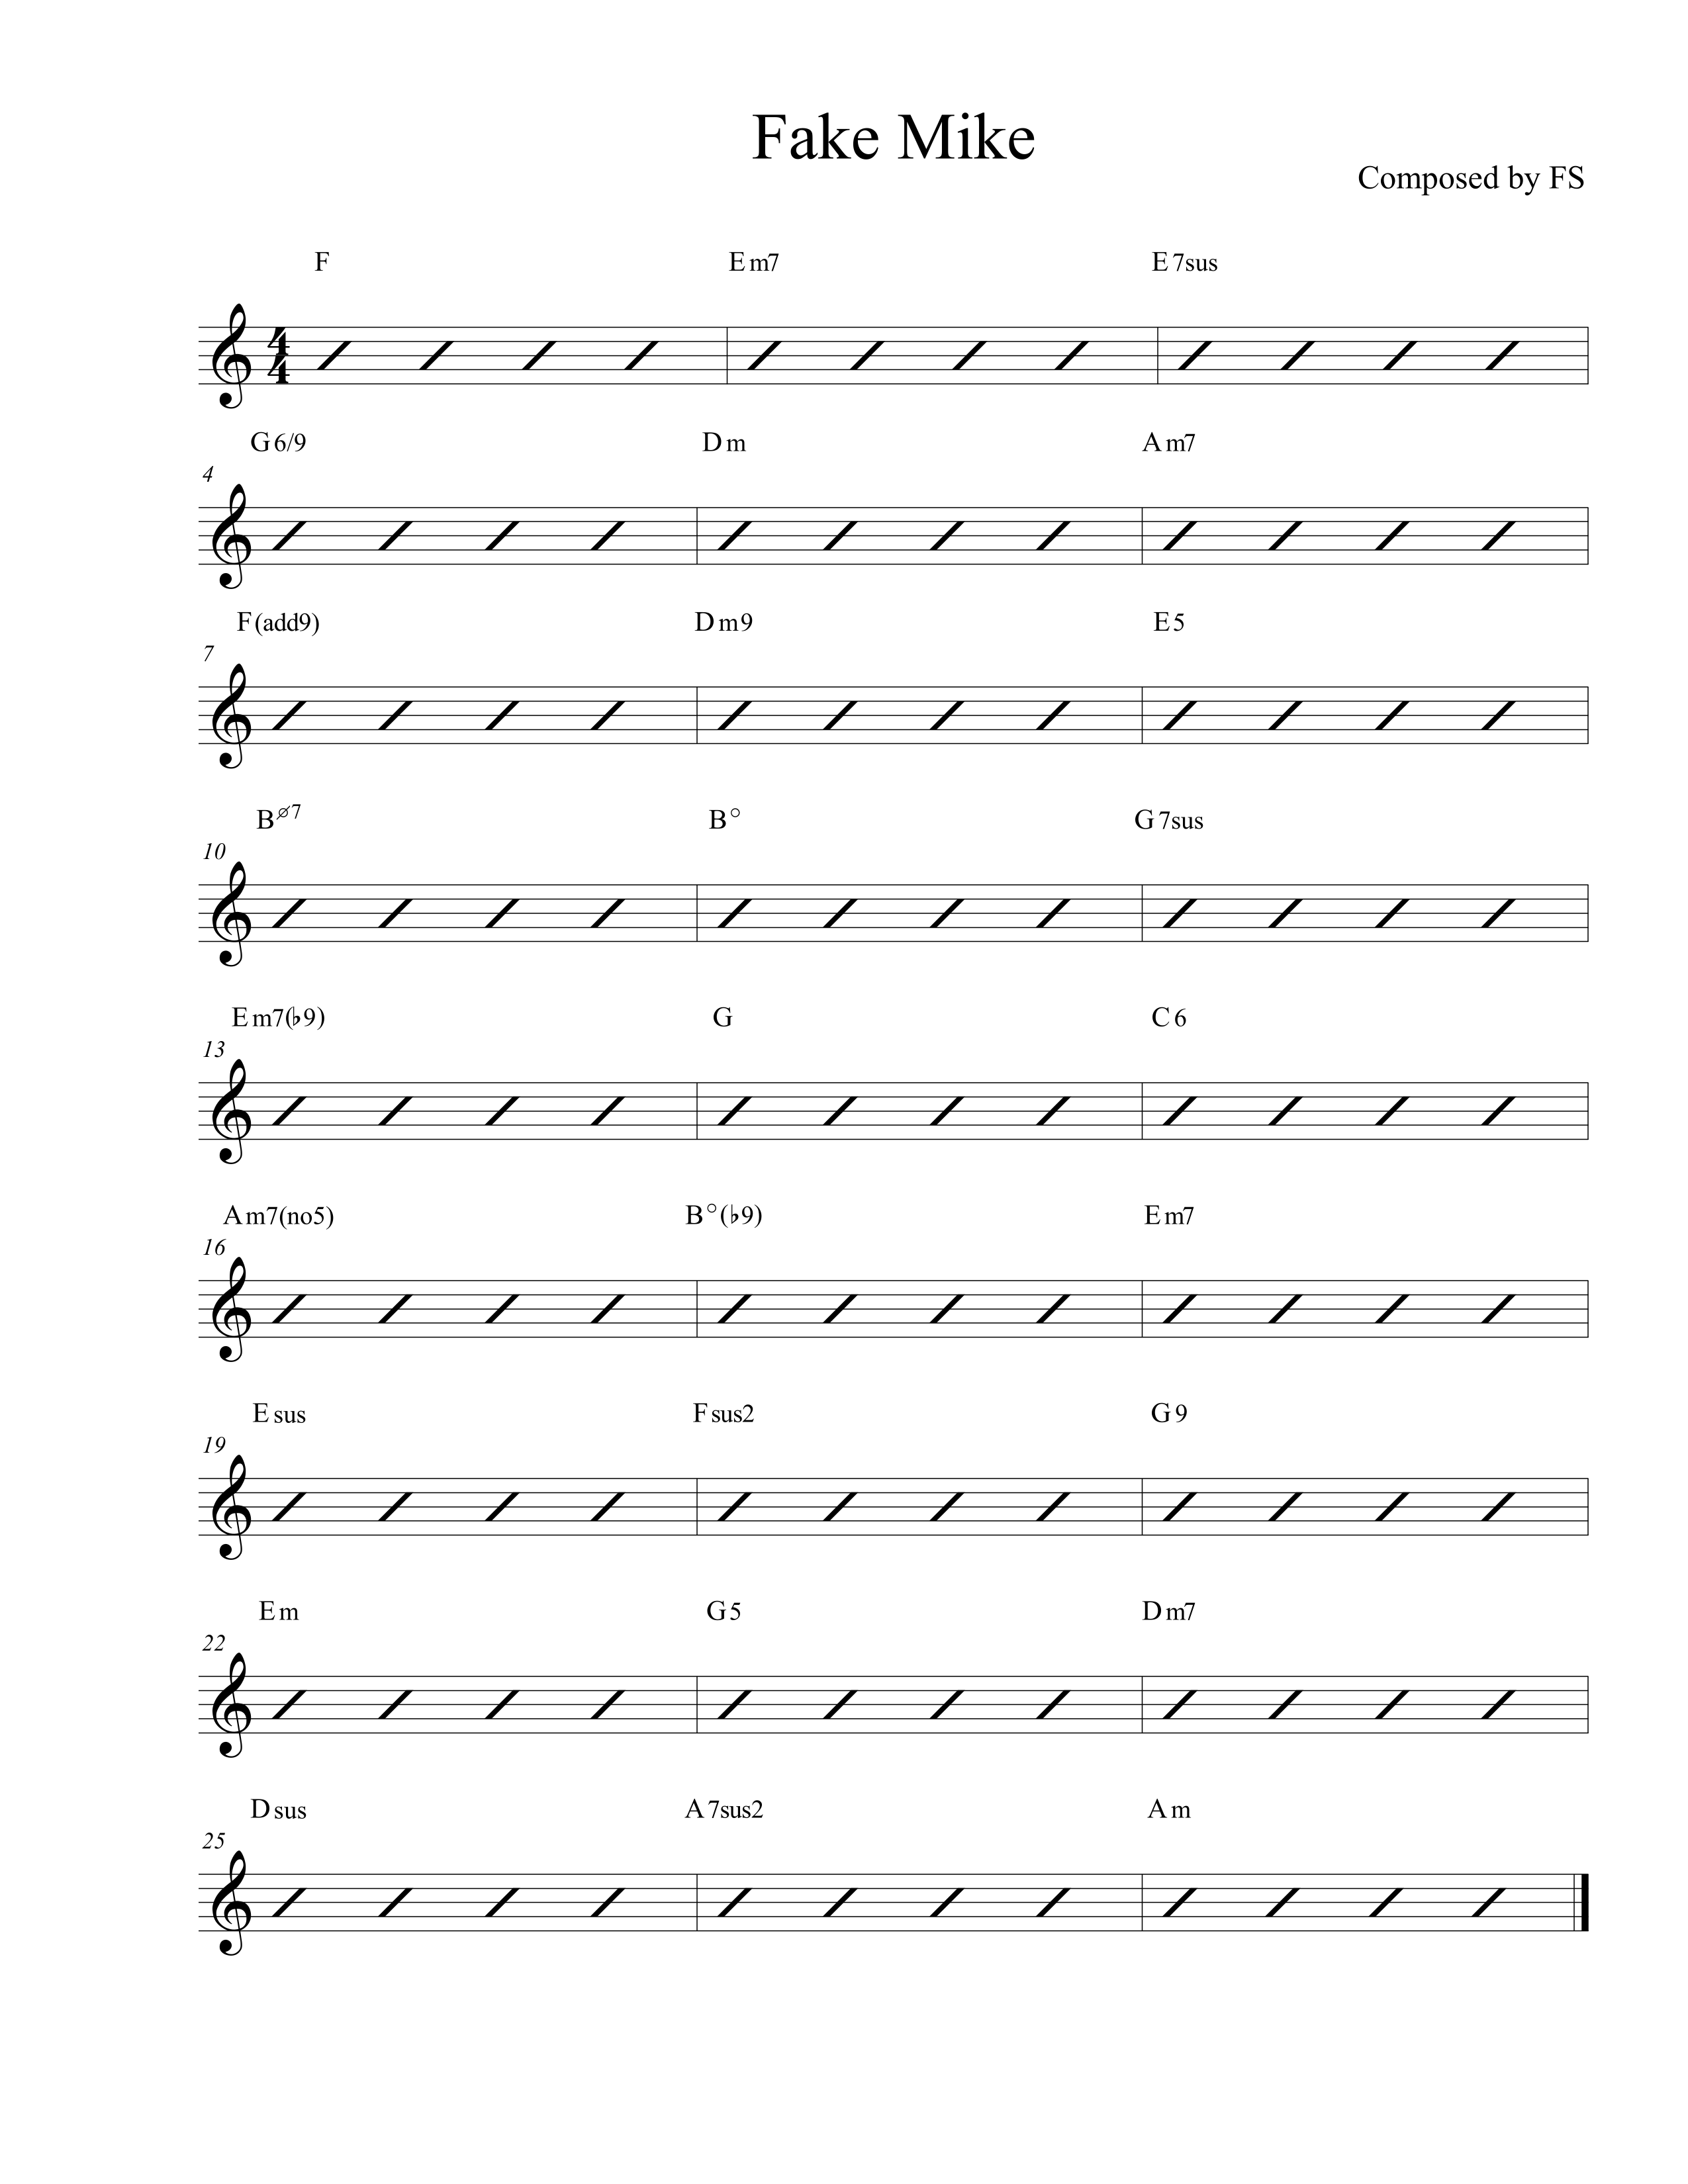 Fake Mike
Composed by FS
F Em7 E7sus
4
4
G6/9 Dm Am7
4
F(add9) Dm9 E5
7
Bø7 B° G7sus
10
Em7(♭9) G C6
13
Am7(no5) B°(♭9) Em7
16
Esus Fsus2 G9
19
Em G5 Dm7
22
Dsus A7sus2 Am
25